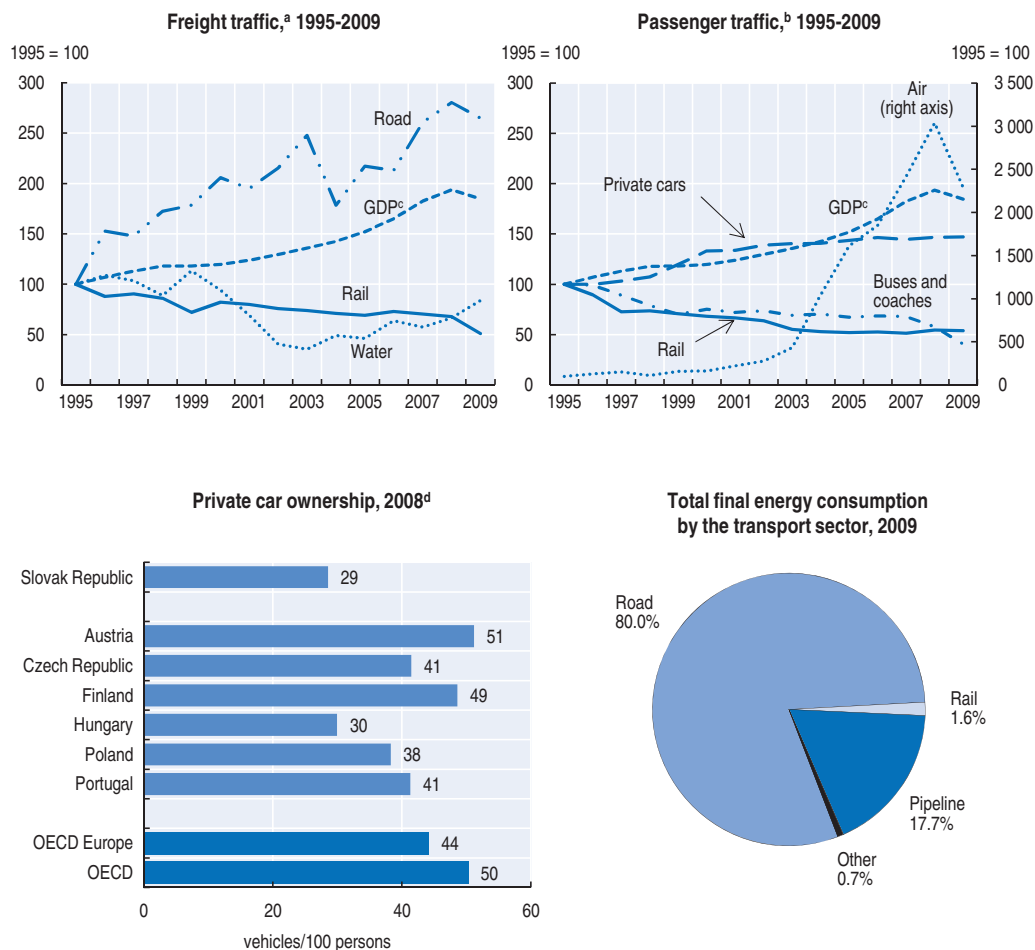 Freight traffic,ᵃ 1995-2009
1995 = 100
300
250
200
150
100
50
0
Road
GDPᶜ
Rail
Water
1995 1997 1999 2001 2003 2005 2007 2009
Passenger traffic,ᵇ 1995-2009
1995 = 100
300
250
200
150
100
50
0
3 500
3 000
2 500
2 000
1 500
1 000
500
0
Air
(right axis)
Private cars
GDPᶜ
Buses and
coaches
Rail
1995 1997 1999 2001 2003 2005 2007 2009
Private car ownership, 2008ᵈ
Slovak Republic 29
Austria 51
Czech Republic 41
Finland 49
Hungary 30
Poland 38
Portugal 41
OECD Europe 44
OECD 50
0 20 40 60
vehicles/100 persons
Total final energy consumption
by the transport sector, 2009
Road
80.0%
Rail
1.6%
Pipeline
17.7%
Other
0.7%